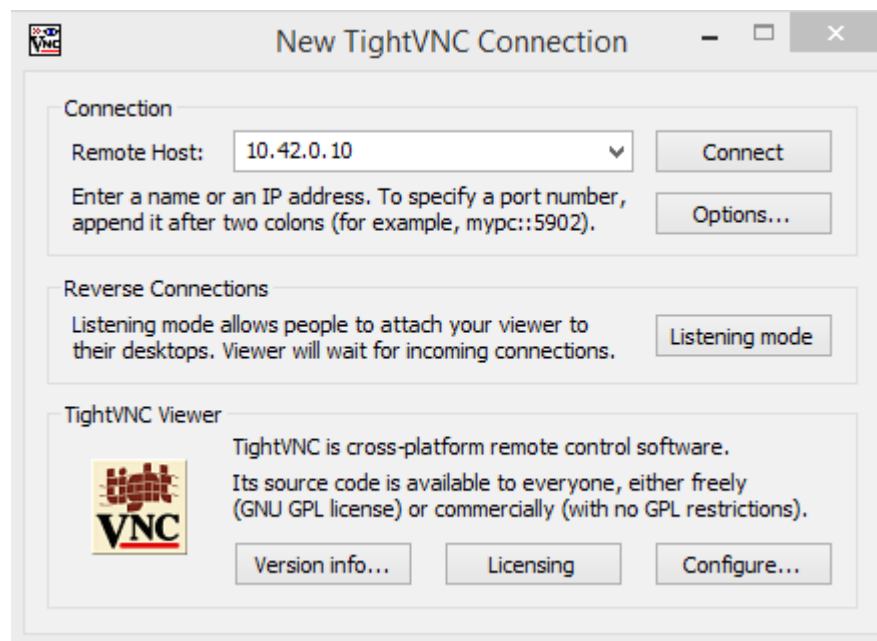 VNC
New TightVNC Connection
Connection
Remote Host:
10.42.0.10
Connect
Enter a name or an IP address. To specify a port number,
append it after two colons (for example, mypc::5902).
Options...
Reverse Connections
Listening mode allows people to attach your viewer to
their desktops. Viewer will wait for incoming connections.
Listening mode
TightVNC Viewer
tight
VNC
TightVNC is cross-platform remote control software.
Its source code is available to everyone, either freely
(GNU GPL license) or commercially (with no GPL restrictions).
Version info...
Licensing
Configure...